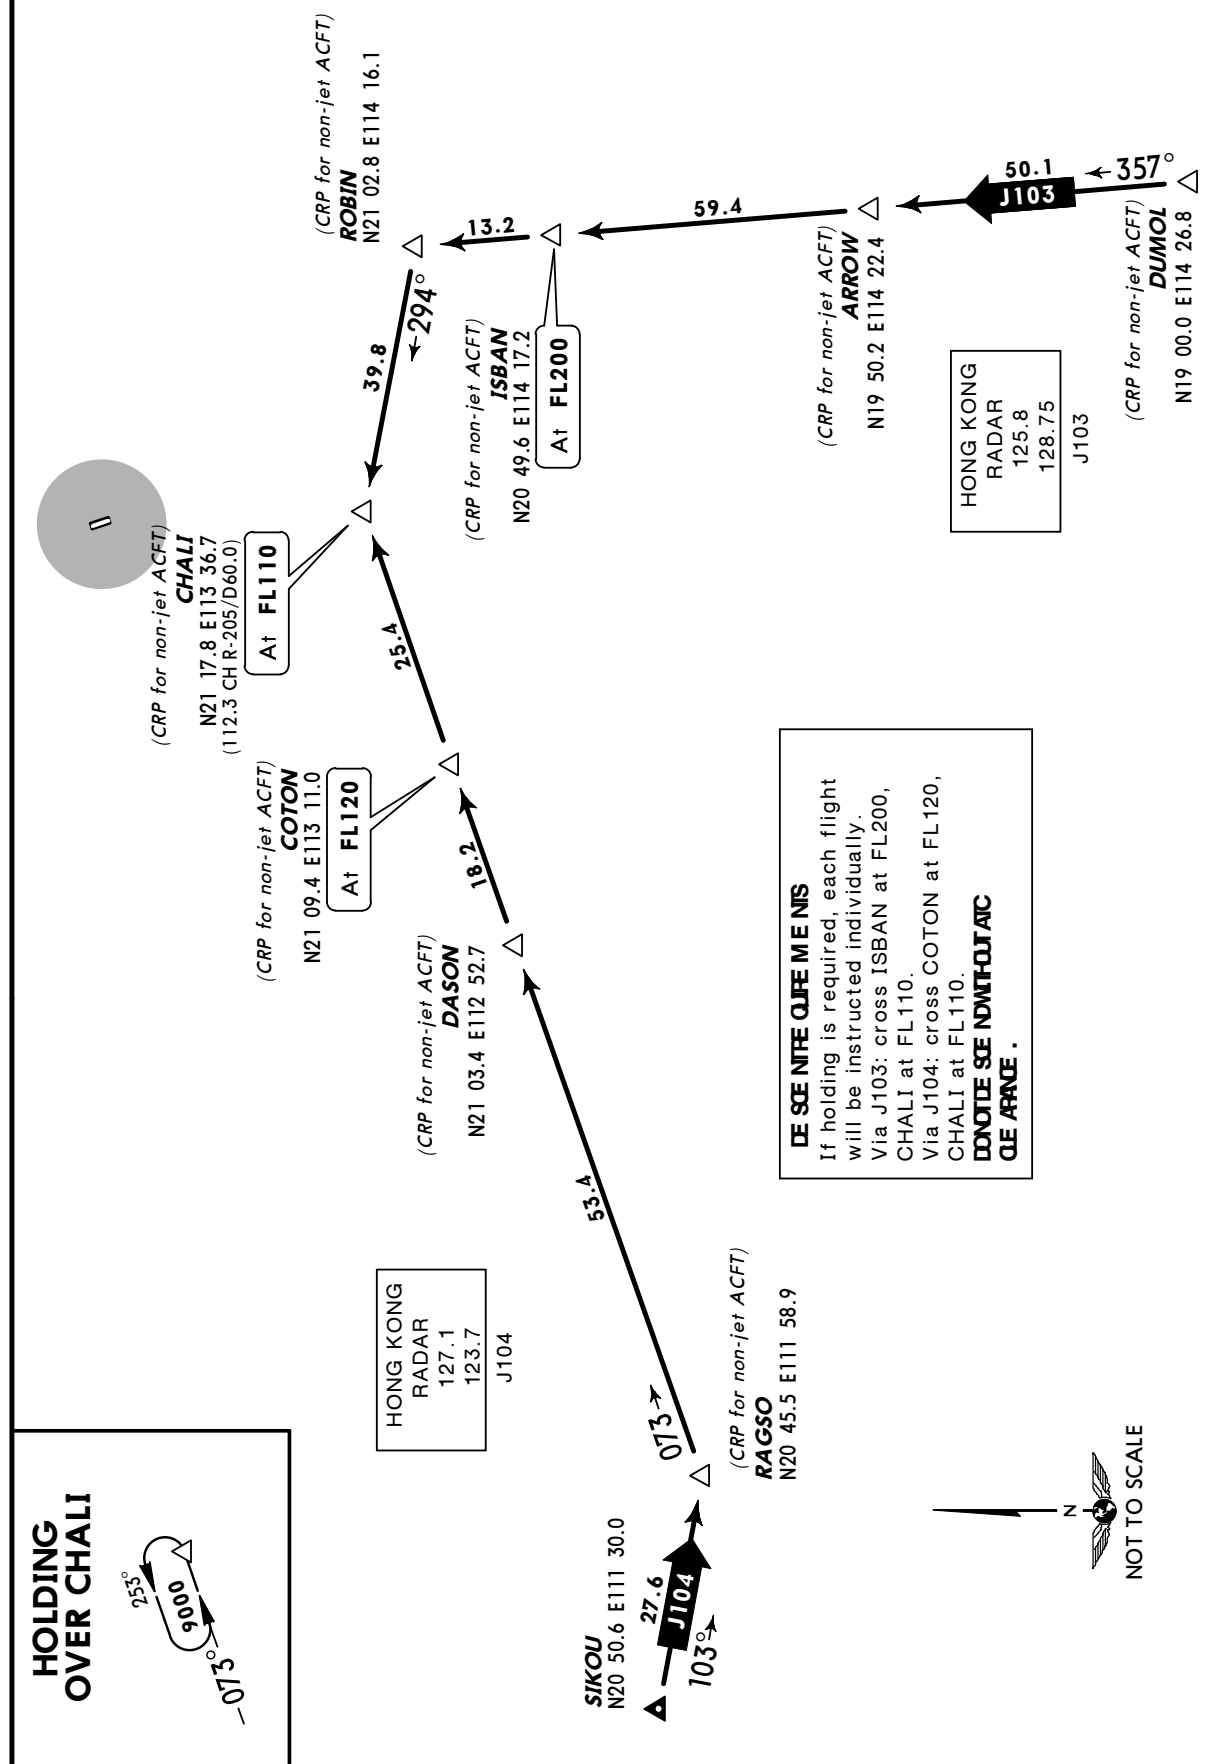 HOLDING
OVER CHALI
253°
9000
073°
SIKOU
N20 50.6 E111 30.0
27.6
J104
103°
(CRP for non-jet ACFT)
RAGSO
N20 45.5 E111 58.9
073
53.4
HONG KONG
RADAR
127.1
123.7
J104
(CRP for non-jet ACFT)
DASON
N21 03.4 E112 52.7
18.2
(CRP for non-jet ACFT)
COTON
N21 09.4 E113 11.0
At FL120
25.4
(CRP for non-jet ACFT)
CHALI
N21 17.8 E113 36.7
(112.3 CH R-205/D60.0)
At FL110
39.8
294°
(CRP for non-jet ACFT)
ROBIN
N21 02.8 E114 16.1
13.2
(CRP for non-jet ACFT)
ISBAN
N20 49.6 E114 17.2
At FL200
59.4
(CRP for non-jet ACFT)
ARROW
N19 50.2 E114 22.4
50.1
J103
357°
(CRP for non-jet ACFT)
DUMOL
N19 00.0 E114 26.8
HONG KONG
RADAR
125.8
128.75
J103
DESCENT REQUIREMENTS
If holding is required, each flight
will be instructed individually.
Via J103: cross ISBAN at FL200,
CHALI at FL110.
Via J104: cross COTON at FL120,
CHALI at FL110.
DO NOT DESCEND WITHOUT ATC
CLEARANCE.
N
NOT TO SCALE